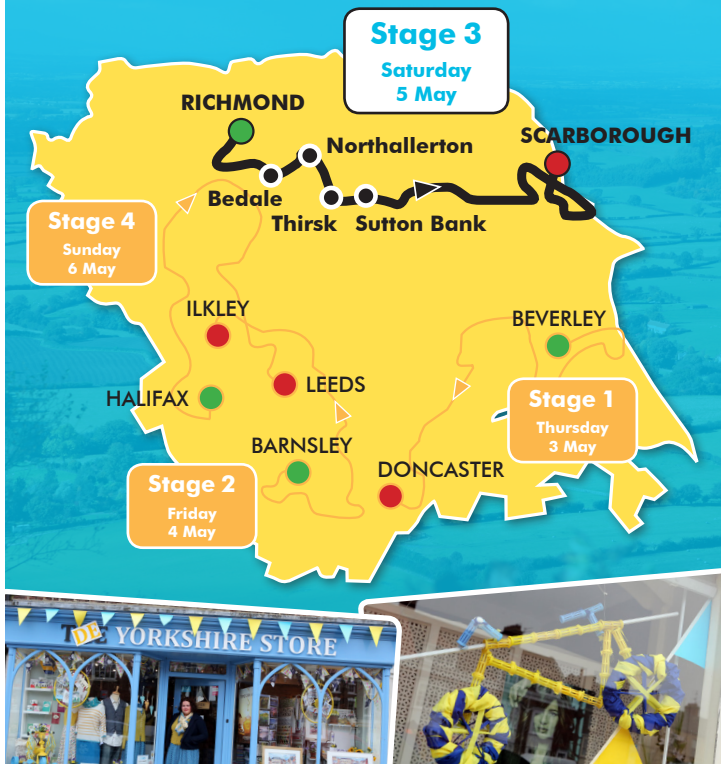 Stage 3
Saturday
5 May
RICHMOND
SCARBOROUGH
Northallerton
Bedale
Thirsk
Sutton Bank
Stage 4
Sunday
6 May
ILKLEY
BEVERLEY
LEEDS
HALIFAX
Stage 1
Thursday
3 May
BARNSLEY
DONCASTER
Stage 2
Friday
4 May
TDE YORKSHIRE STORE